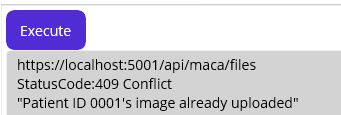 Execute
https://localhost:5001/api/maca/files
StatusCode:409 Conflict
"Patient ID 0001's image already uploaded"